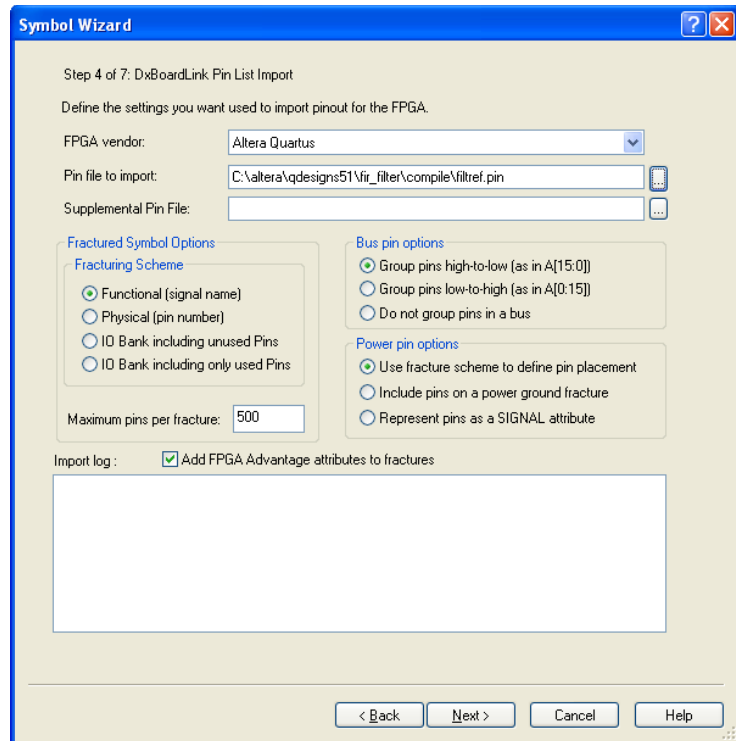 Symbol Wizard
Step 4 of 7: DxBoardLink Pin List Import
Define the settings you want used to import pinout for the FPGA.
FPGA vendor: Altera Quartus
Pin file to import: C:\altera\qdesigns51\fir_filter\compile\filtref.pin ...
Supplemental Pin File: ...
Fractured Symbol Options
Fracturing Scheme
Functional (signal name)
Physical (pin number)
IO Bank including unused Pins
IO Bank including only used Pins
Maximum pins per fracture: 500
Bus pin options
Group pins high-to-low (as in A[15:0])
Group pins low-to-high (as in A[0:15])
Do not group pins in a bus
Power pin options
Use fracture scheme to define pin placement
Include pins on a power ground fracture
Represent pins as a SIGNAL attribute
Import log : Add FPGA Advantage attributes to fractures
< Back Next > Cancel Help